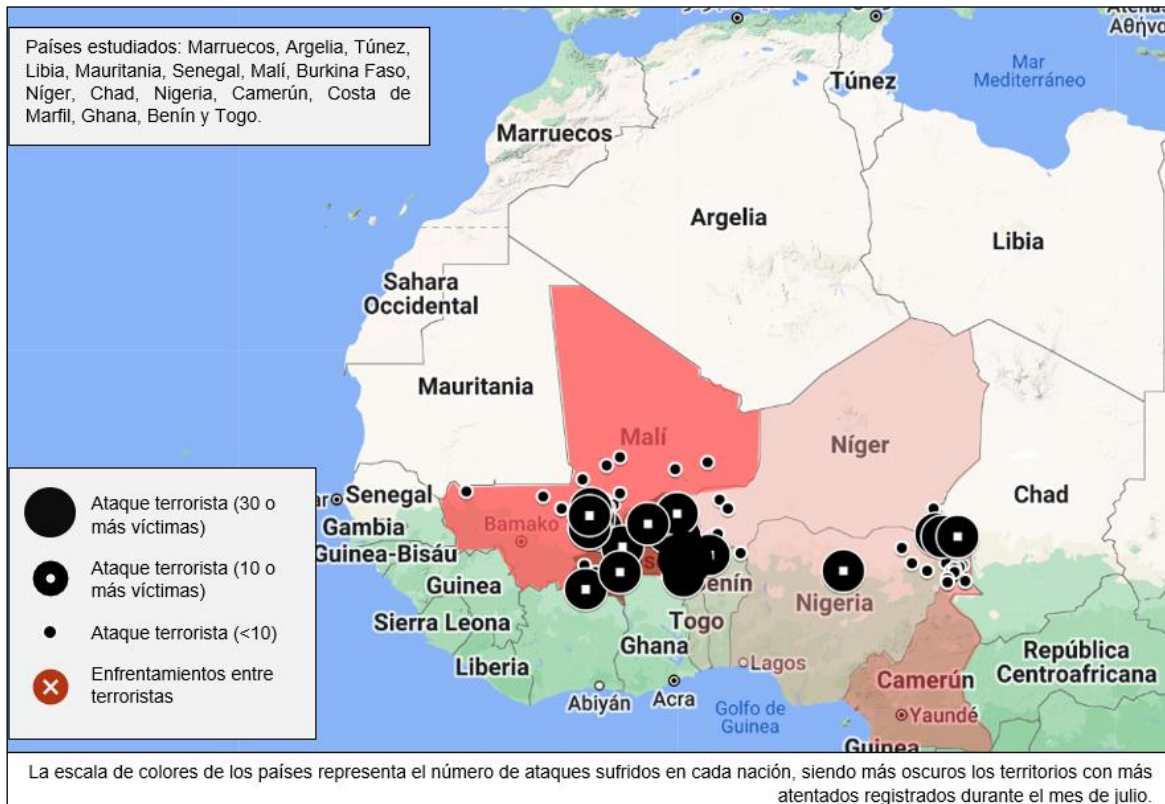 Atenas
Αθήνα
Países estudiados: Marruecos, Argelia, Túnez,
Libia, Mauritania, Senegal, Malí, Burkina Faso,
Níger, Chad, Nigeria, Camerún, Costa de
Marfil, Ghana, Benín y Togo.
Mar
Mediterráneo
Túnez
Marruecos
Argelia
Libia
Sahara
Occidental
Mauritania
Malí
Níger
Chad
Senegal
Gambia
Bamako
Guinea-Bisáu
Guinea
Benín
Nigeria
Sierra Leona
Togo
Ghana
Liberia
Lagos
República
Centroafricana
Camerún
Abiyán
Acra
Golfo de
Guinea
Yaundé
Guinea
Ataque terrorista (30 o
más víctimas)
Ataque terrorista (10 o
más víctimas)
Ataque terrorista (<10)
Enfrentamientos entre
terroristas
La escala de colores de los países representa el número de ataques sufridos en cada nación, siendo más oscuros los territorios con más
atentados registrados durante el mes de julio.